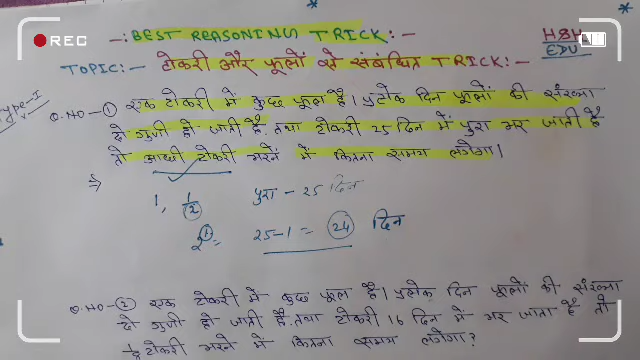 REC
-: BEST REASONING TRICK:-
H&H
EDU
TOPIC:- टोकरी और फूलों से संबंधित TRICK:-
Type-I
Q.NO-① एक टोकरी में कुछ फूल है। प्रत्येक दिन फूलों की संख्या
दो गुणी हो जाती है. तथा टोकरी 25 दिन में पुरा भर जाती है
तो आधी टोकरी भरने में कितना समय लगेगा।
⇒ 1, 1/2 पुरा - 25 दिन
2① = 25-1 = 24 दिन
Q.NO-② एक टोकरी में कुछ फूल है। प्रत्येक दिन फूलों की संख्या
दो गुणी हो जाती है. तथा टोकरी 16 दिन में भर जाता है तो
टोकरी भरने में कितना समय लगेगा?